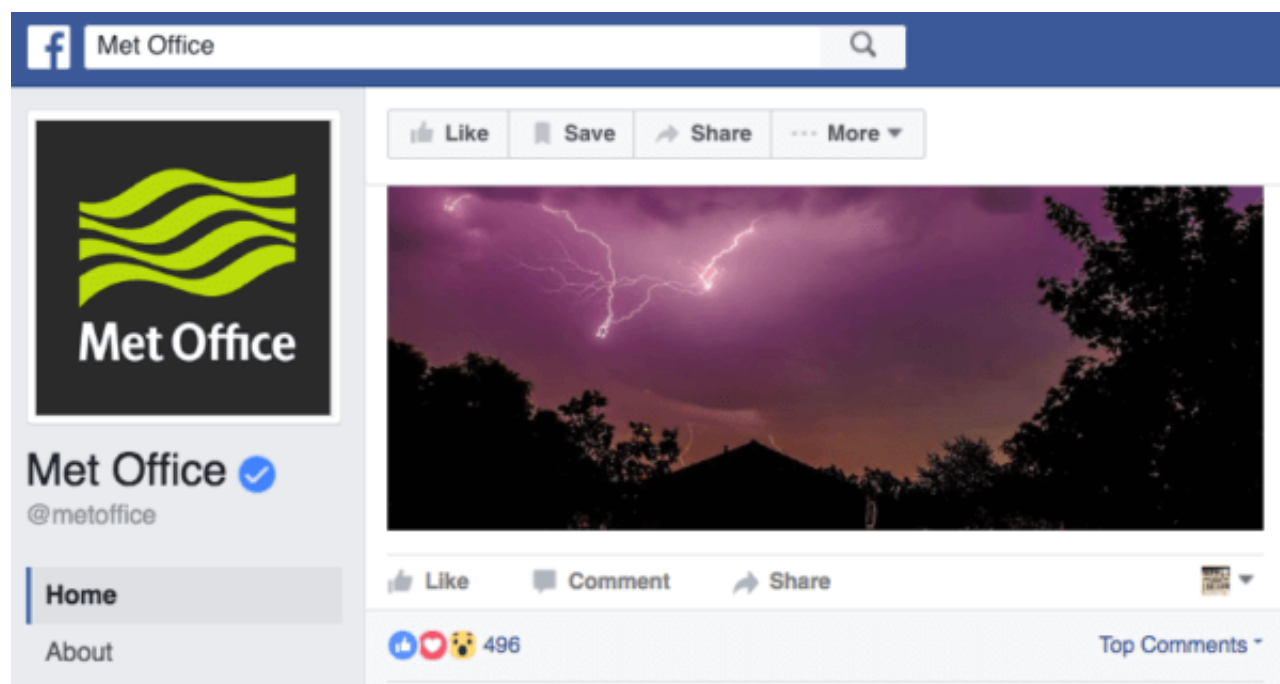 Met Office
Like Save Share More
Met Office
Met Office
@metoffice
Home
About
Like Comment Share
496 Top Comments